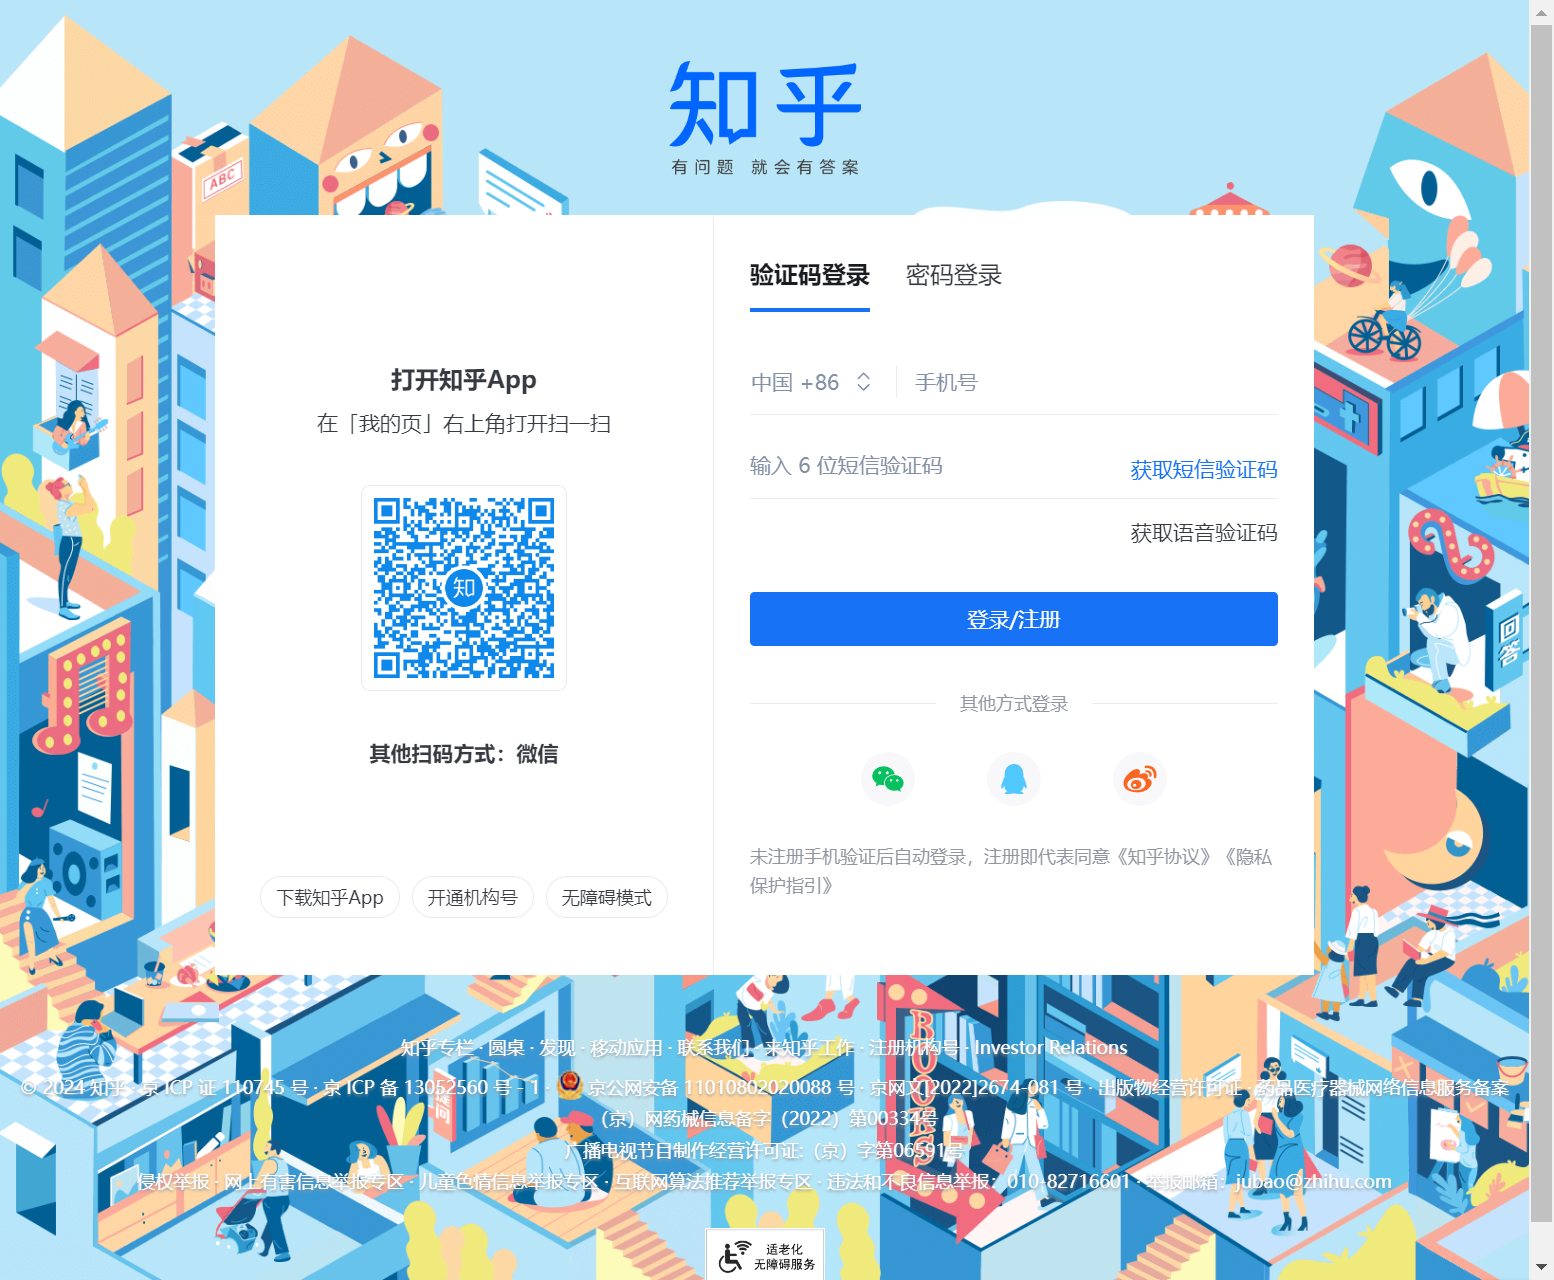 知乎
有问题 就会有答案
ABC
验证码登录 密码登录
打开知乎App
在「我的页」右上角打开扫一扫
中国 +86 手机号
输入 6 位短信验证码 获取短信验证码
获取语音验证码
知
登录/注册
回答
其他方式登录
其他扫码方式：微信
未注册手机验证后自动登录，注册即代表同意《知乎协议》《隐私
保护指引》
下载知乎App 开通机构号 无障碍模式
知乎专栏 · 圆桌 · 发现 · 移动应用 · 联系我们 · 来知乎工作 · 注册机构号 · Investor Relations
© 2024 知乎 · 京 ICP 证 110745 号 · 京 ICP 备 13052560 号 - 1 · 京公网安备 11010802020088 号 · 京网文[2022]2674-081 号 · 出版物经营许可证 · 药品医疗器械网络信息服务备案
（京）网药械信息备字（2022）第00334号
广播电视节目制作经营许可证:（京）字第06591号
侵权举报 · 网上有害信息举报专区 · 儿童色情信息举报专区 · 互联网算法推荐举报专区 · 违法和不良信息举报：010-82716601 · 举报邮箱：jubao@zhihu.com
适老化
无障碍服务